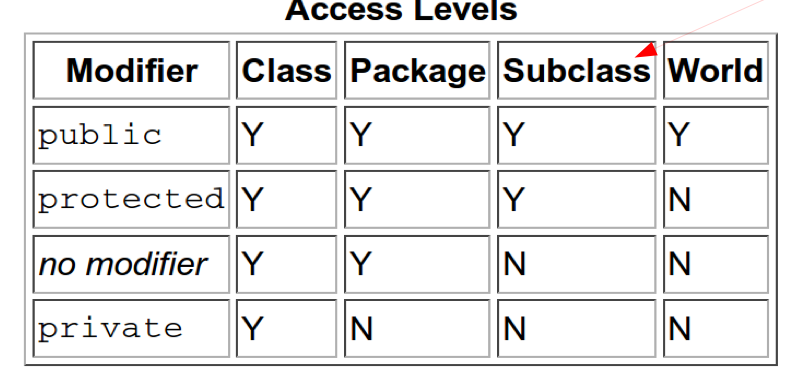 Access Levels
Modifier Class Package Subclass World
public Y Y Y Y
protected Y Y Y N
no modifier Y Y N N
private Y N N N